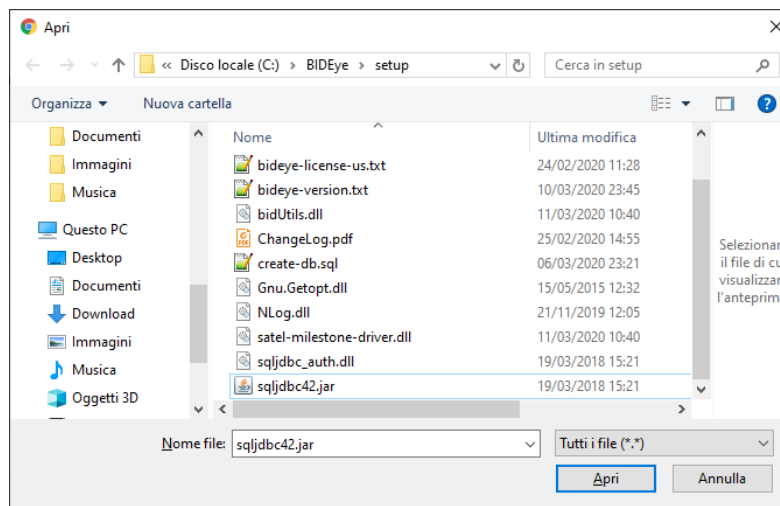 Apri
« Disco locale (C:) > BIDEye > setup
Cerca in setup
Organizza
Nuova cartella
Documenti
Immagini
Musica
Questo PC
Desktop
Documenti
Download
Immagini
Musica
Oggetti 3D
Nome Ultima modifica
bideye-license-us.txt 24/02/2020 11:28
bideye-version.txt 10/03/2020 23:45
bidUtils.dll 11/03/2020 10:40
ChangeLog.pdf 25/02/2020 14:55
create-db.sql 06/03/2020 23:21
Gnu.Getopt.dll 15/05/2015 12:32
NLog.dll 21/11/2019 12:05
satel-milestone-driver.dll 11/03/2020 10:40
sqljdbc_auth.dll 19/03/2018 15:21
sqljdbc42.jar 19/03/2018 15:21
Selezionar
il file di cu
visualizzar
l'anteprim
Nome file: sqljdbc42.jar
Tutti i file (*.*)
Apri
Annulla